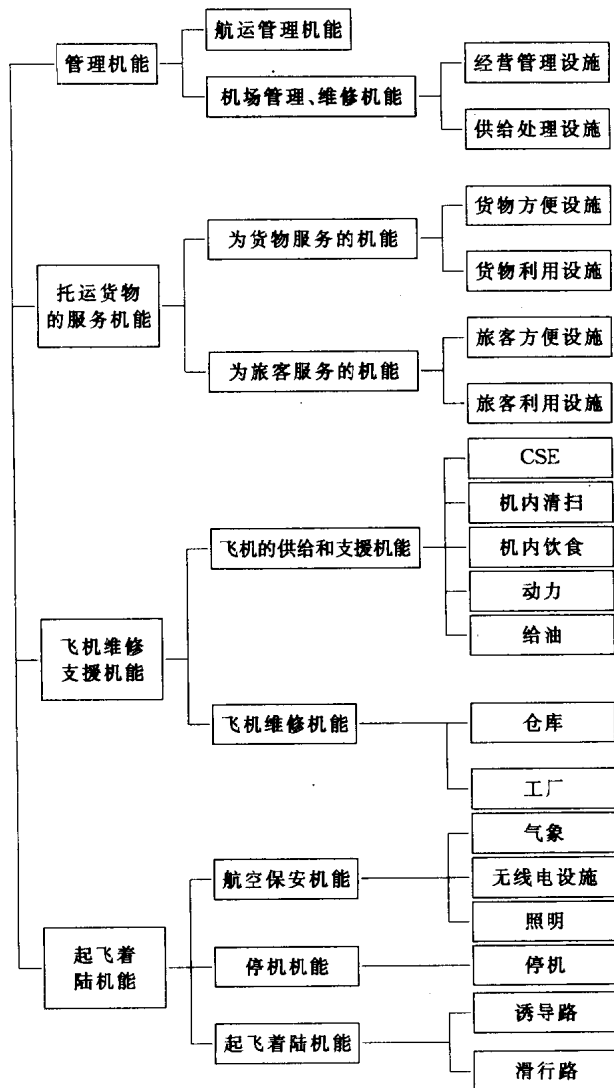 航运管理机能
管理机能
经营管理设施
机场管理、维修机能
供给处理设施
货物方便设施
为货物服务的机能
货物利用设施
托运货物
的服务机能
旅客方便设施
为旅客服务的机能
旅客利用设施
CSE
机内清扫
飞机的供给和支援机能
机内饮食
动力
给油
飞机维修
支援机能
飞机维修机能
仓库
工厂
气象
航空保安机能
无线电设施
照明
起飞着
陆机能
停机机能
停机
诱导路
起飞着陆机能
滑行路